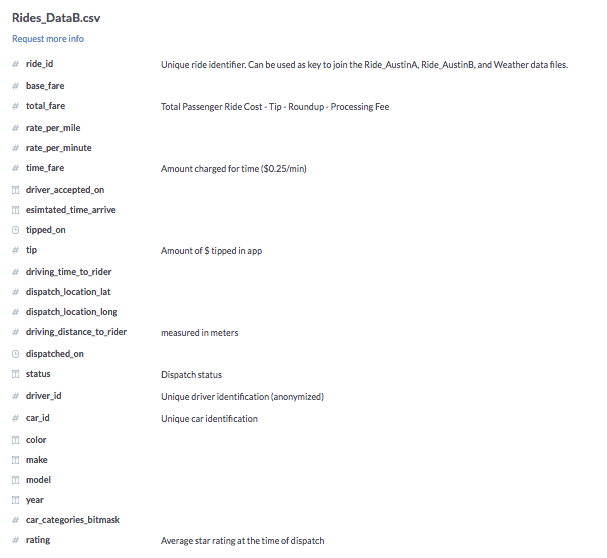 Rides_DataB.csv
Request more info
# ride_id Unique ride identifier. Can be used as key to join the Ride_AustinA, Ride_AustinB, and Weather data files.
# base_fare
# total_fare Total Passenger Ride Cost - Tip - Roundup - Processing Fee
# rate_per_mile
# rate_per_minute
# time_fare Amount charged for time ($0.25/min)
driver_accepted_on
esimtated_time_arrive
tipped_on
# tip Amount of $ tipped in app
# driving_time_to_rider
# dispatch_location_lat
# dispatch_location_long
# driving_distance_to_rider measured in meters
dispatched_on
status Dispatch status
# driver_id Unique driver identification (anonymized)
# car_id Unique car identification
color
make
model
year
# car_categories_bitmask
# rating Average star rating at the time of dispatch